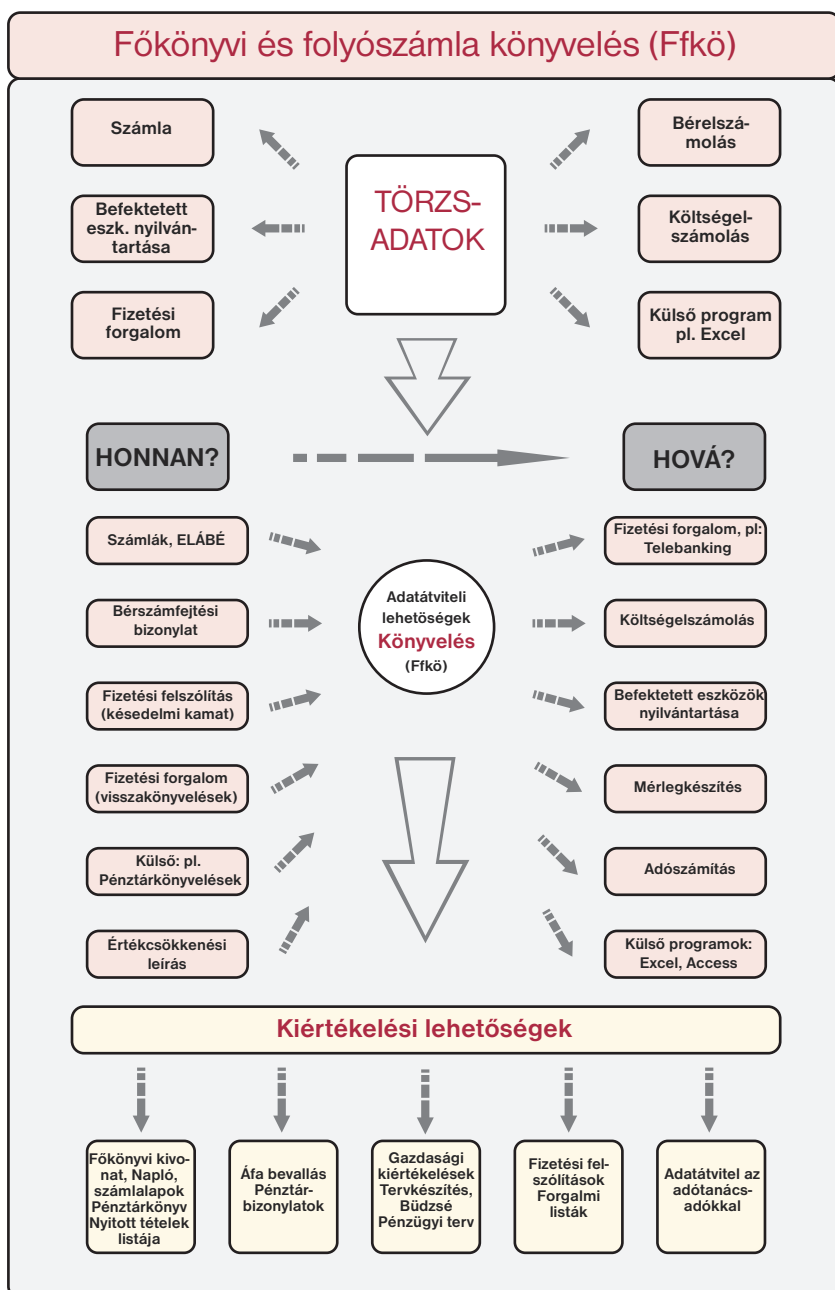 Főkönyvi és folyószámla könyvelés (Ffkö)
Számla
Befektetett
eszk. nyilván-
tartása
Fizetési
forgalom
TÖRZS-
ADATOK
Bérelszá-
molás
Költségel-
számolás
Külső program
pl. Excel
HONNAN?
HOVÁ?
Számlák, ELÁBÉ
Bérszámfejtési
bizonylat
Fizetési felszólítás
(késedelmi kamat)
Fizetési forgalom
(visszakönyvelések)
Külső: pl.
Pénztárkönyvelések
Értékcsökkenési
leírás
Adatátviteli
lehetöségek
Könyvelés
(Ffkö)
Fizetési forgalom, pl:
Telebanking
Költségelszámolás
Befektetett eszközök
nyilvántartása
Mérlegkészítés
Adószámítás
Külső programok:
Excel, Access
Kiértékelési lehetőségek
Főkönyvi kivo-
nat, Napló,
számlalapok
Pénztárkönyv
Nyitott tételek
listája
Áfa bevallás
Pénztár-
bizonylatok
Gazdasági
kiértékelések
Tervkészítés,
Büdzsé
Pénzügyi terv
Fizetési fel-
szólítások
Forgalmi
listák
Adatátvitel az
adótanács-
adókkal